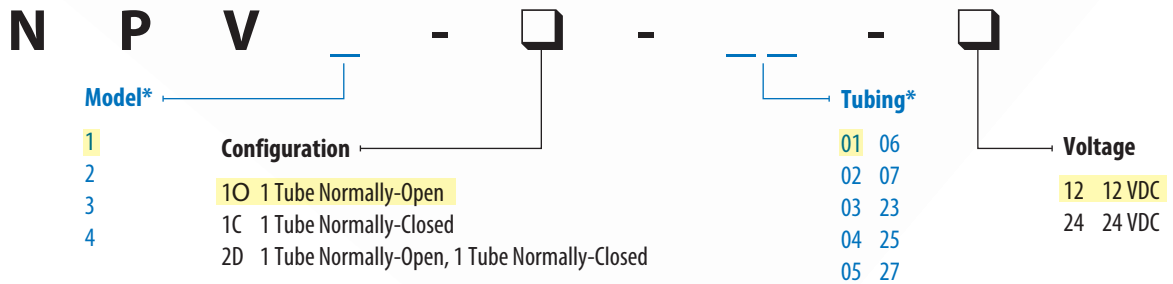 N P V _ - ❏ - _ _ - ❏
Model*
1
2
3
4
Configuration
1O 1 Tube Normally-Open
1C 1 Tube Normally-Closed
2D 1 Tube Normally-Open, 1 Tube Normally-Closed
Tubing*
01 06
02 07
03 23
04 25
05 27
Voltage
12 12 VDC
24 24 VDC